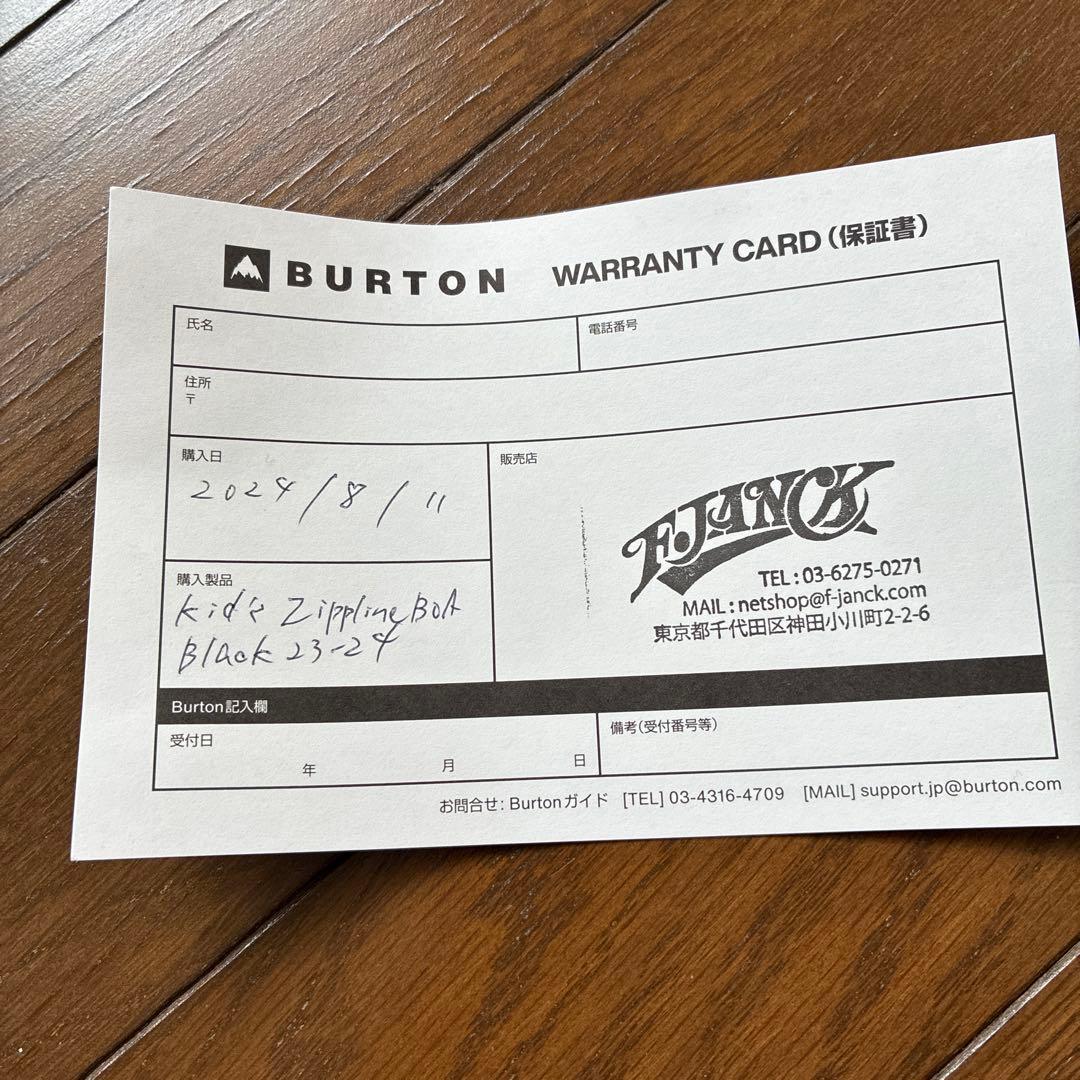 BURTON WARRANTY CARD（保証書）
氏名
電話番号
住所
〒
購入日
2024/8/11
販売店
F.JANCK
TEL：03-6275-0271
MAIL：netshop@f-janck.com
東京都千代田区神田小川町2-2-6
購入製品
kid's Zippline BoA
Black 23-24
Burton記入欄
受付日
年 月 日
備考（受付番号等）
お問合せ：Burtonガイド [TEL] 03-4316-4709 [MAIL] support.jp@burton.com